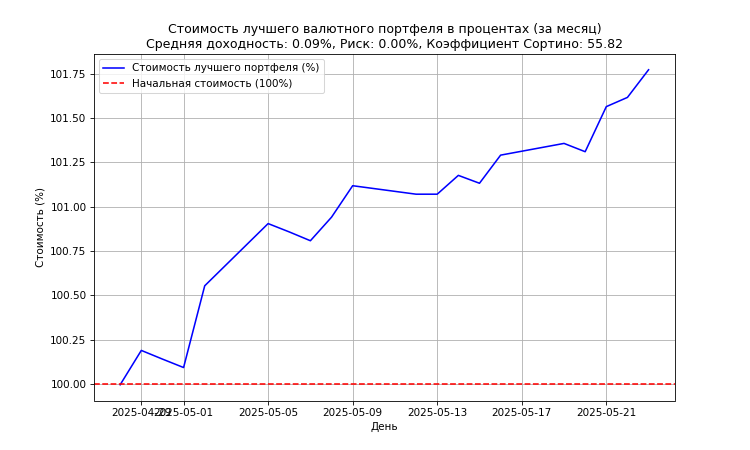 Стоимость лучшего валютного портфеля в процентах (за месяц)
Средняя доходность: 0.09%, Риск: 0.00%, Коэффициент Сортино: 55.82
Стоимость лучшего портфеля (%)
Начальная стоимость (100%)
Стоимость (%)
101.75
101.50
101.25
101.00
100.75
100.50
100.25
100.00
2025-04-29 2025-05-01 2025-05-05 2025-05-09 2025-05-13 2025-05-17 2025-05-21
День